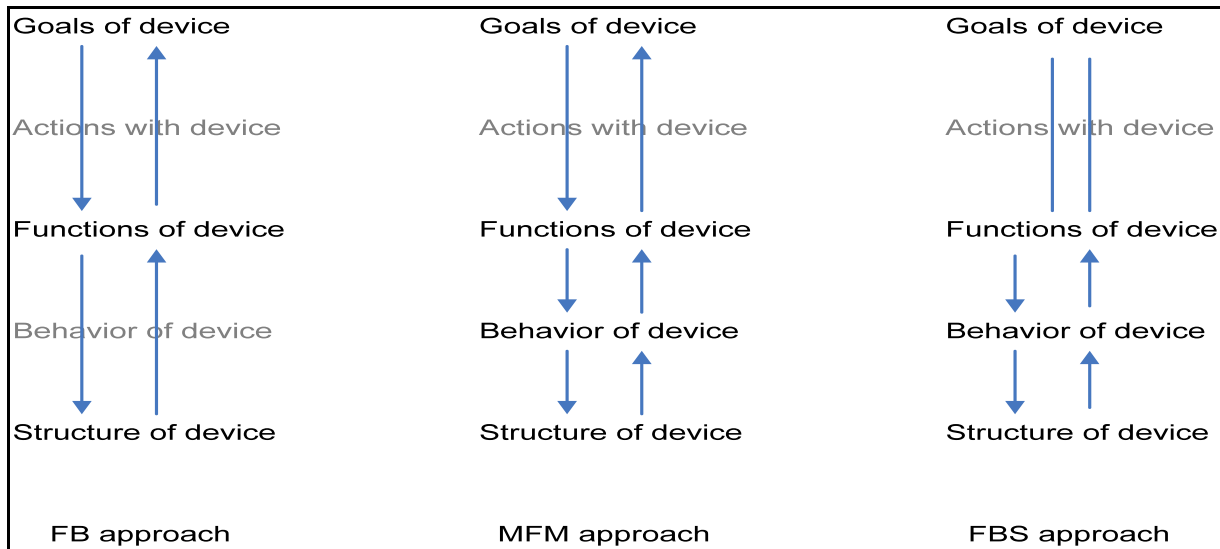 Goals of device
Actions with device
Functions of device
Behavior of device
Structure of device
FB approach
Goals of device
Actions with device
Functions of device
Behavior of device
Structure of device
MFM approach
Goals of device
Actions with device
Functions of device
Behavior of device
Structure of device
FBS approach